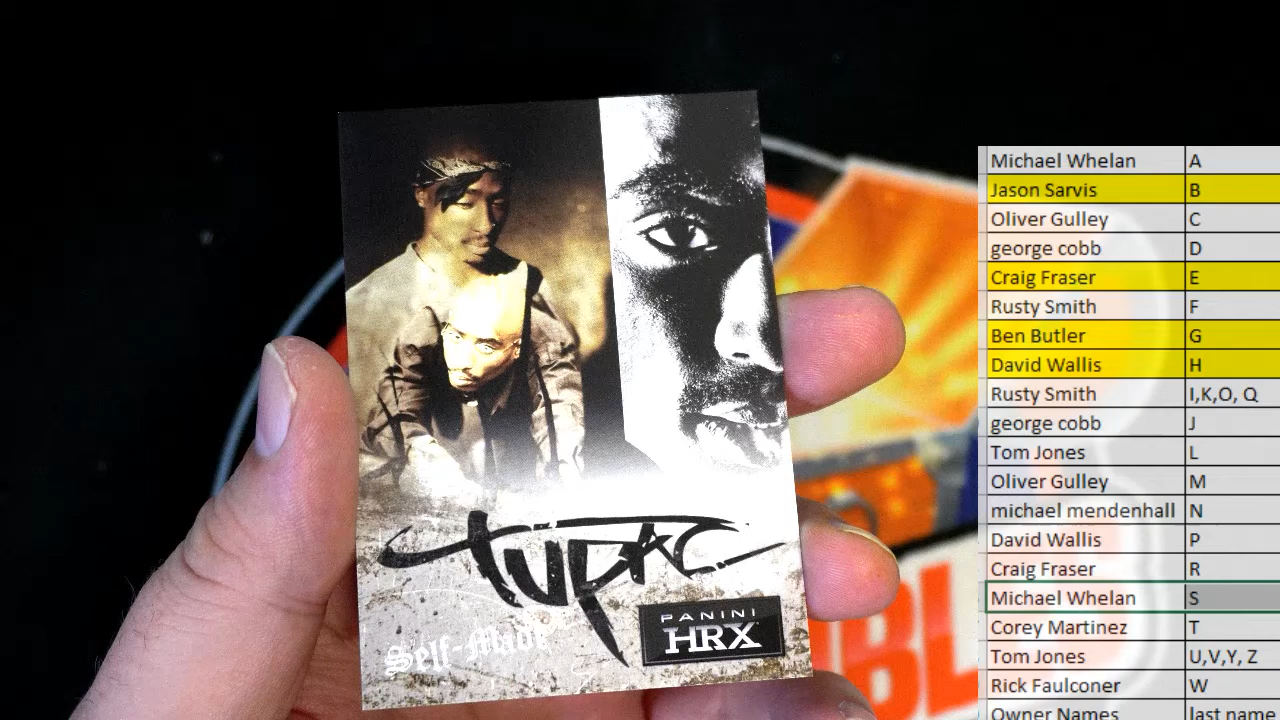 tupac
Self-Made
PANINI
HRX
BL
BL
Michael Whelan A
Jason Sarvis B
Oliver Gulley C
george cobb D
Craig Fraser E
Rusty Smith F
Ben Butler G
David Wallis H
Rusty Smith I,K,O, Q
george cobb J
Tom Jones L
Oliver Gulley M
michael mendenhall N
David Wallis P
Craig Fraser R
Michael Whelan S
Corey Martinez T
Tom Jones U,V,Y, Z
Rick Faulconer W
Owner Names last name